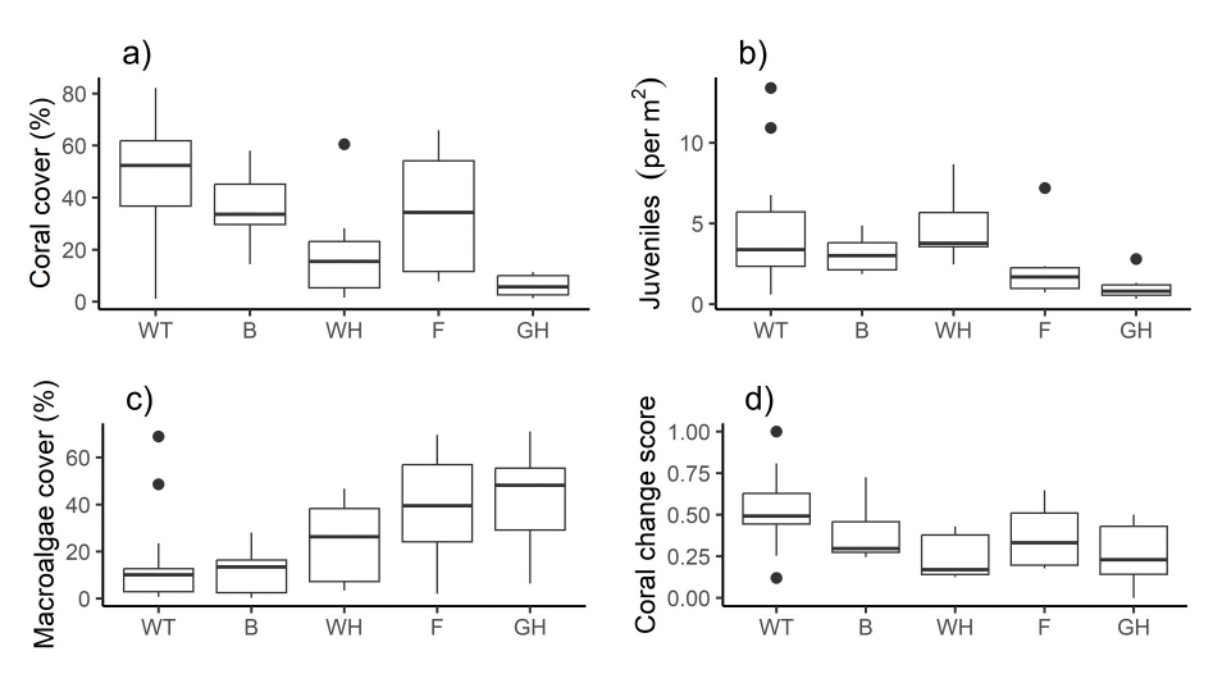 a)
Coral cover (%)
80
60
40
20
0
WT B WH F GH
b)
Juveniles (per m²)
10
5
0
WT B WH F GH
c)
Macroalgae cover (%)
60
40
20
0
WT B WH F GH
d)
Coral change score
1.00
0.75
0.50
0.25
0.00
WT B WH F GH